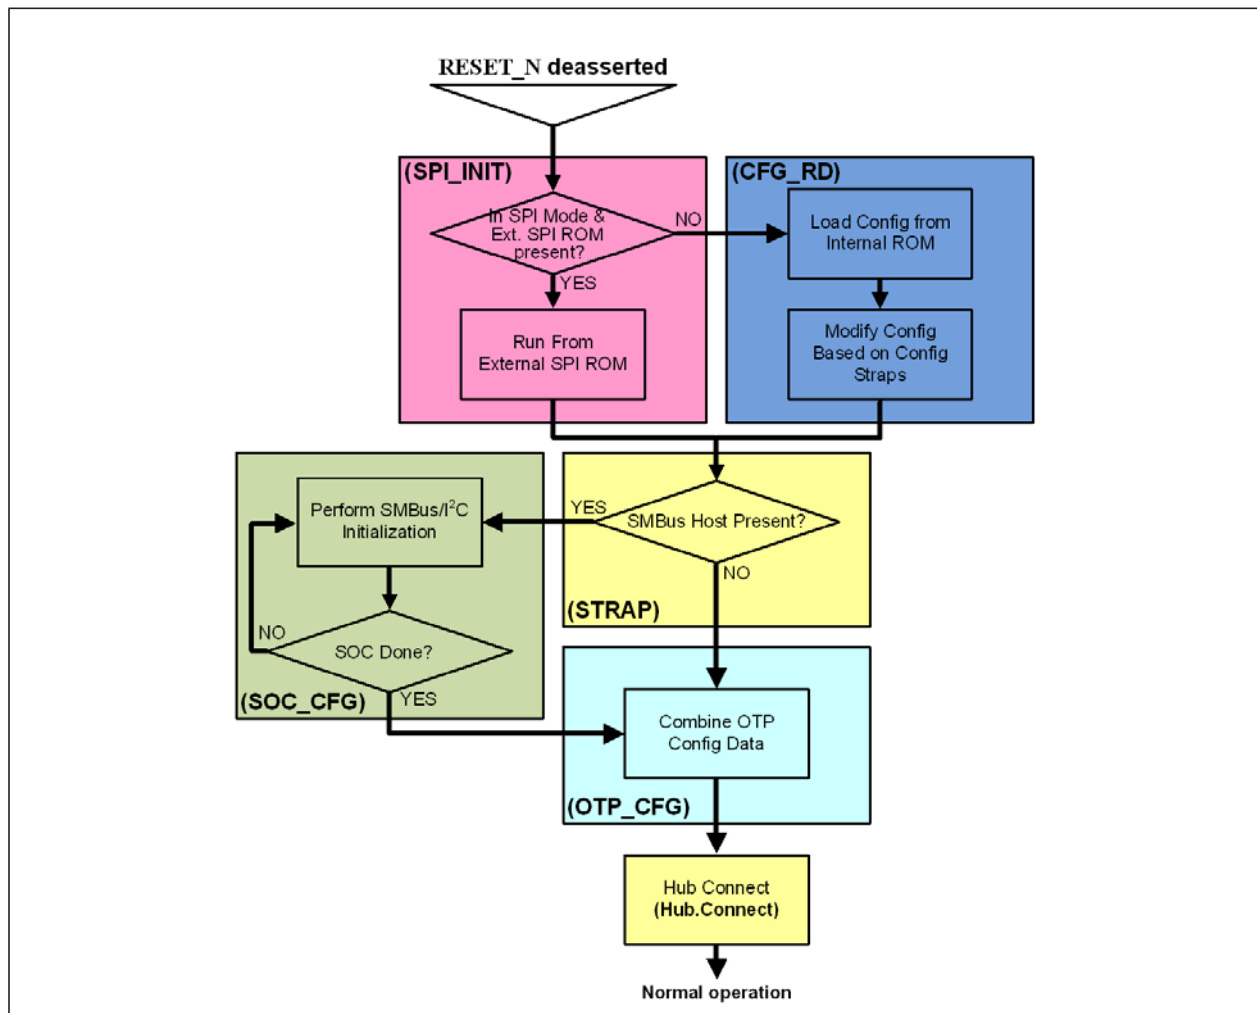 RESET_N deasserted
(SPI_INIT)
In SPI Mode &
Ext. SPI ROM
present?
NO
YES
Run From
External SPI ROM
(CFG_RD)
Load Config from
Internal ROM
Modify Config
Based on Config
Straps
SMBus Host Present?
YES
NO
(STRAP)
Perform SMBus/I²C
Initialization
SOC Done?
NO
YES
(SOC_CFG)
Combine OTP
Config Data
(OTP_CFG)
Hub Connect
(Hub.Connect)
Normal operation